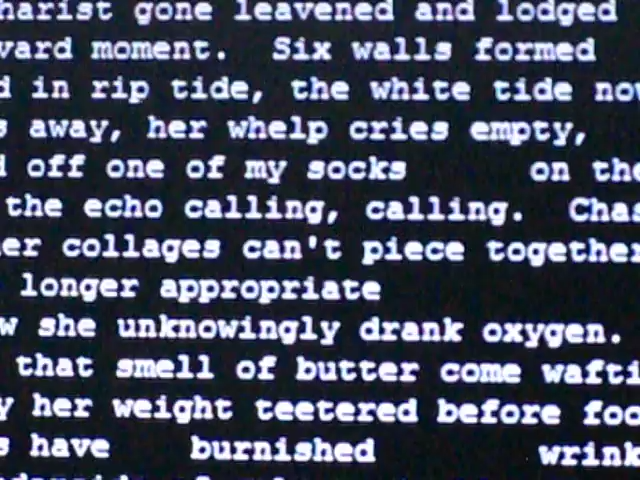 harist gone leavened and lodged
vard moment.  Six walls formed
d in rip tide, the white tide now
s away, her whelp cries empty,
d off one of my socks      on the
the echo calling, calling.  Chas
er collages can't piece together
longer appropriate
w she unknowingly drank oxygen.
that smell of butter come wafti
y her weight teetered before foo
s have    burnished        wrink